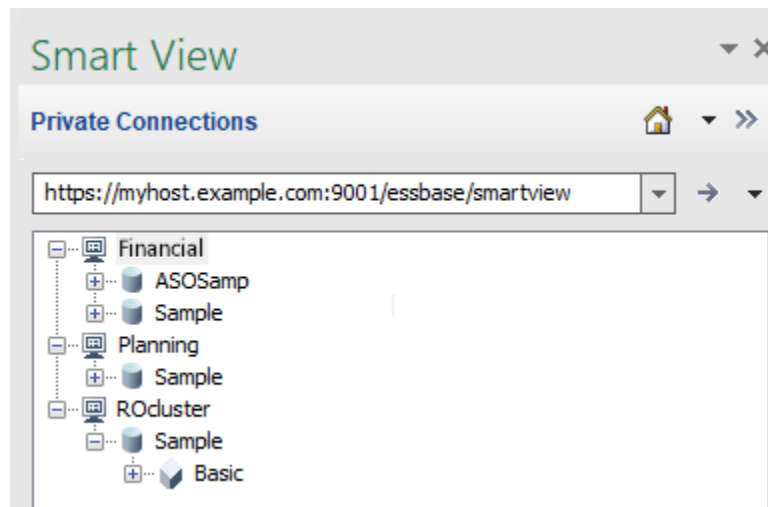 Smart View
Private Connections
https://myhost.example.com:9001/essbase/smartview
Financial
ASOSamp
Sample
Planning
Sample
ROcluster
Sample
Basic